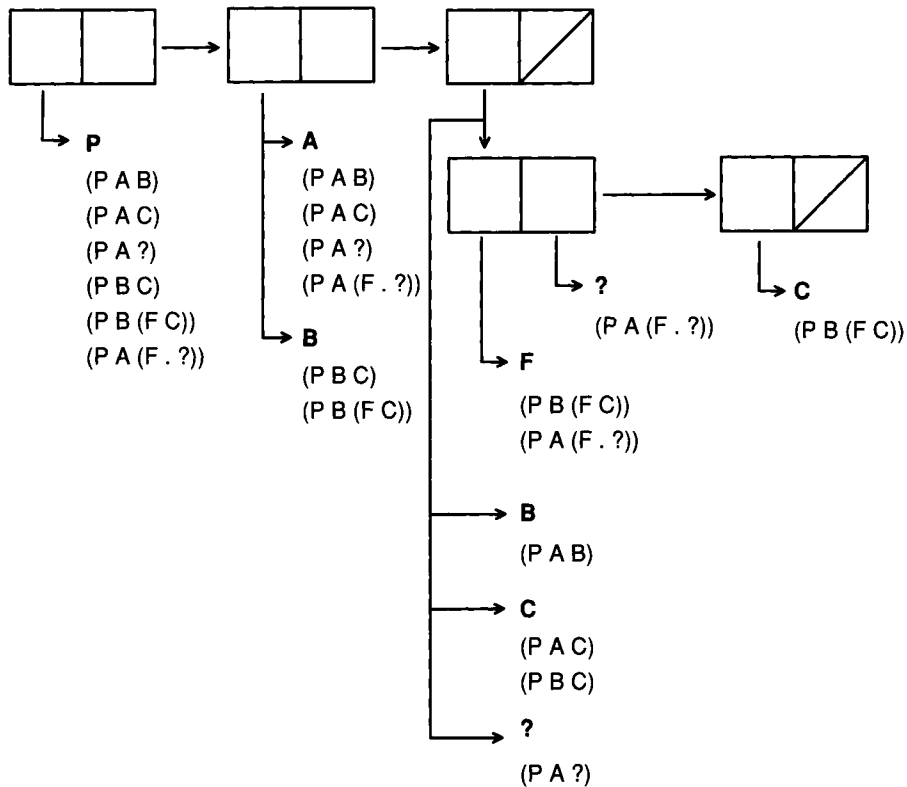 P
(P A B)
(P A C)
(P A ?)
(P B C)
(P B (F C))
(P A (F . ?))
A
(P A B)
(P A C)
(P A ?)
(P A (F . ?))
B
(P B C)
(P B (F C))
?
(P A (F . ?))
C
(P B (F C))
F
(P B (F C))
(P A (F . ?))
B
(P A B)
C
(P A C)
(P B C)
?
(P A ?)